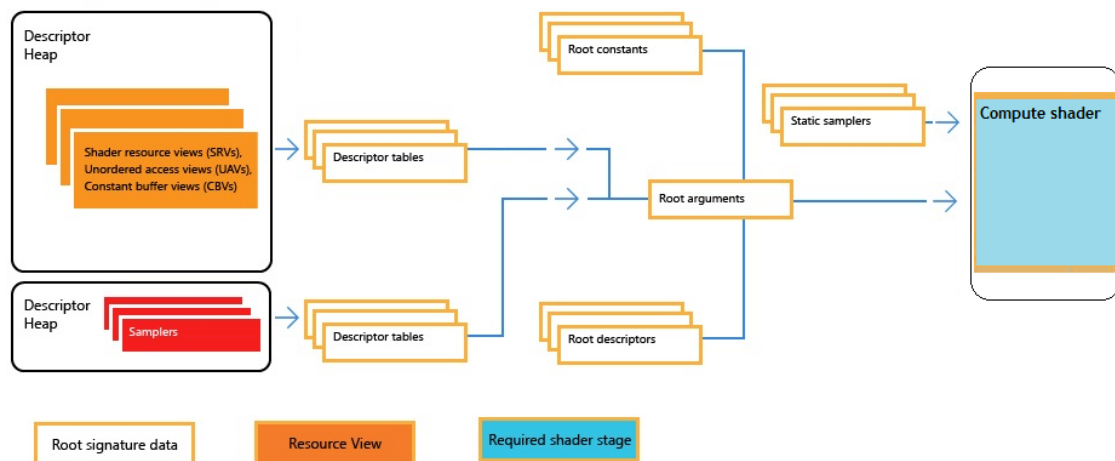 Descriptor
Heap
Shader resource views (SRVs),
Unordered access views (UAVs),
Constant buffer views (CBVs)
Descriptor tables
Root constants
Static samplers
Compute shader
Root arguments
Descriptor
Heap
Samplers
Descriptor tables
Root descriptors
Root signature data
Resource View
Required shader stage